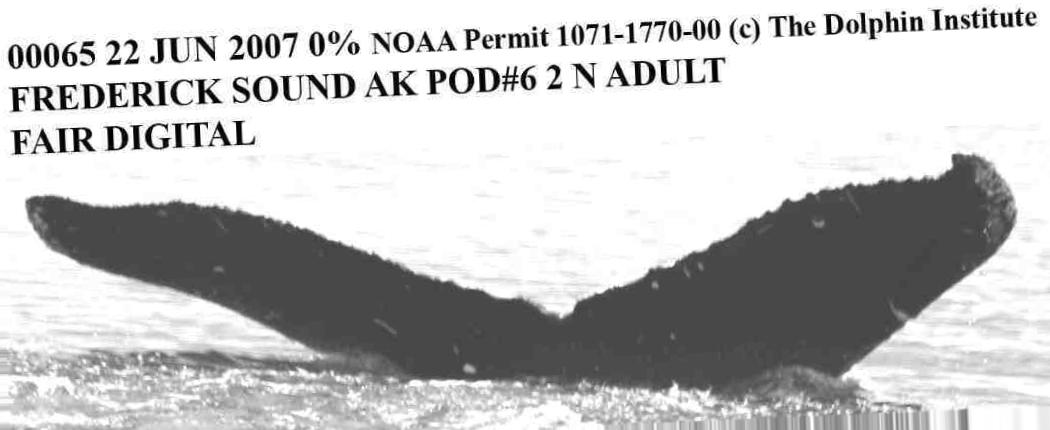 00065 22 JUN 2007 0% NOAA Permit 1071-1770-00 (c) The Dolphin Institute
FREDERICK SOUND AK POD#6 2 N ADULT
FAIR DIGITAL